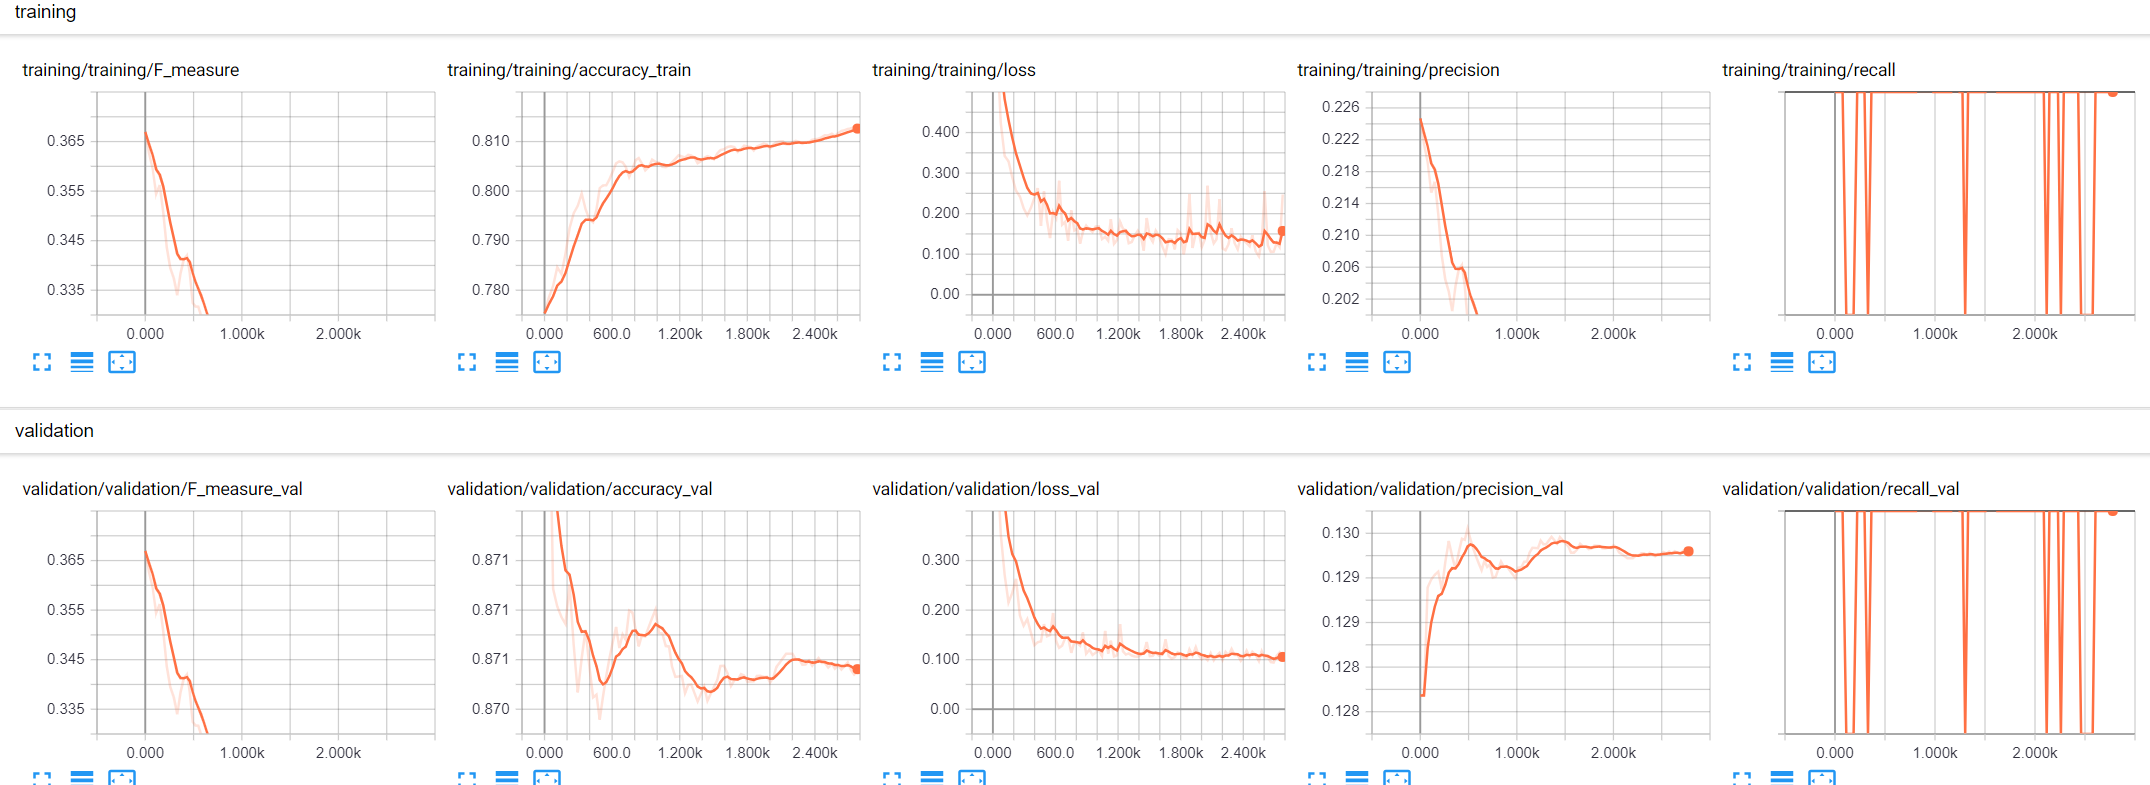 training
training/training/F_measure
training/training/accuracy_train
training/training/loss
training/training/precision
training/training/recall
0.365
0.355
0.345
0.335
0.000 1.000k 2.000k
0.810
0.800
0.790
0.780
0.000 600.0 1.200k 1.800k 2.400k
0.400
0.300
0.200
0.100
0.00
0.000 600.0 1.200k 1.800k 2.400k
0.226
0.222
0.218
0.214
0.210
0.206
0.202
0.000 1.000k 2.000k
0.000 1.000k 2.000k
validation
validation/validation/F_measure_val
validation/validation/accuracy_val
validation/validation/loss_val
validation/validation/precision_val
validation/validation/recall_val
0.365
0.355
0.345
0.335
0.000 1.000k 2.000k
0.871
0.871
0.871
0.870
0.000 600.0 1.200k 1.800k 2.400k
0.300
0.200
0.100
0.00
0.000 600.0 1.200k 1.800k 2.400k
0.130
0.129
0.129
0.128
0.128
0.000 1.000k 2.000k
0.000 1.000k 2.000k